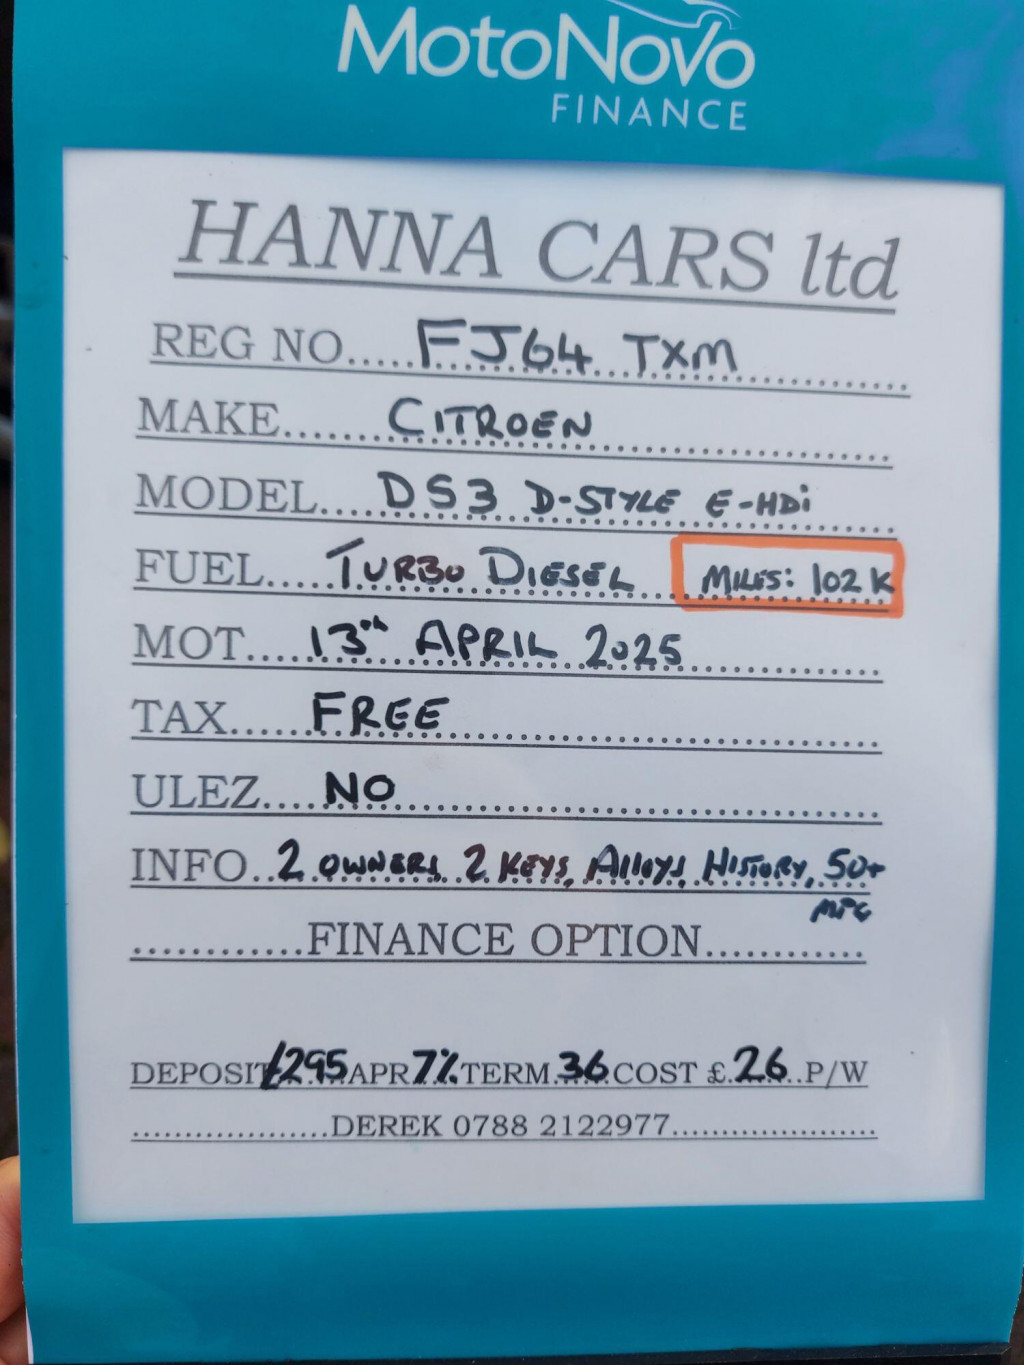 MotoNovo
FINANCE
HANNA CARS ltd
REG NO.....FJ64 TXM
MAKE.......CITROEN
MODEL....DS3 D-STYLE E-HDi
FUEL.....TURBO DIESEL MILES: 102K
MOT....13th APRIL 2025
TAX......FREE
ULEZ....NO
INFO..2 OWNERS, 2 KEYS, Alloys, HISTORY, 50+
MPG
............FINANCE OPTION............
DEPOSIT £295 APR 7% TERM 36 COST £ 26 P/W
..................DEREK 0788 2122977.....................